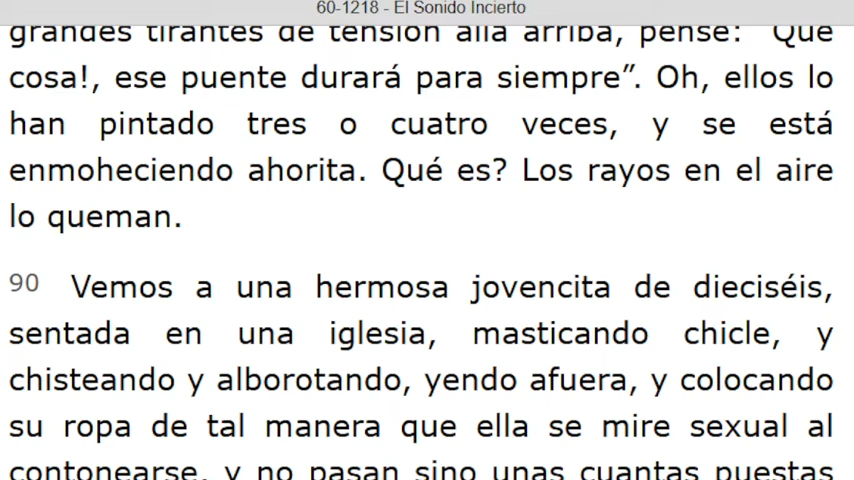 60-1218 - El Sonido Incierto
grandes tirantes de tensión allá arriba, pensé: “Qué
cosa!, ese puente durará para siempre”. Oh, ellos lo
han pintado tres o cuatro veces, y se está
enmoheciendo ahorita. Qué es? Los rayos en el aire
lo queman.
90 Vemos a una hermosa jovencita de dieciséis,
sentada en una iglesia, masticando chicle, y
chisteando y alborotando, yendo afuera, y colocando
su ropa de tal manera que ella se mire sexual al
contonearse, y no pasan sino unas cuantas puestas